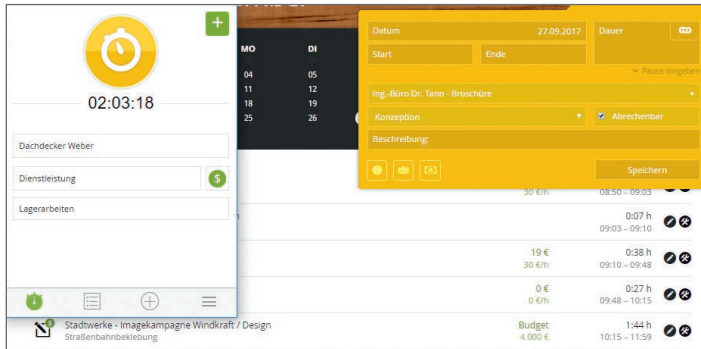 02:03:18
Dachdecker Weber
Dienstleistung
$
Lagerarbeiten
MO DI
04 05
11 12
18 19
25 26
Datum 27.09.2017 Dauer
Start Ende
Pause eingeben
Ing.-Büro Dr. Tann - Broschüre
Konzeption Abrechenbar
Beschreibung:
Speichern
30 €/h 08:50 – 09:03
0:07 h
09:03 – 09:10
19 € 0:38 h
30 €/h 09:10 – 09:48
0 € 0:27 h
0 €/h 09:48 – 10:15
Stadtwerke - Imagekampagne Windkraft / Design Budget 1:44 h
Straßenbahnbeklebung 4.000 € 10:15 – 11:59